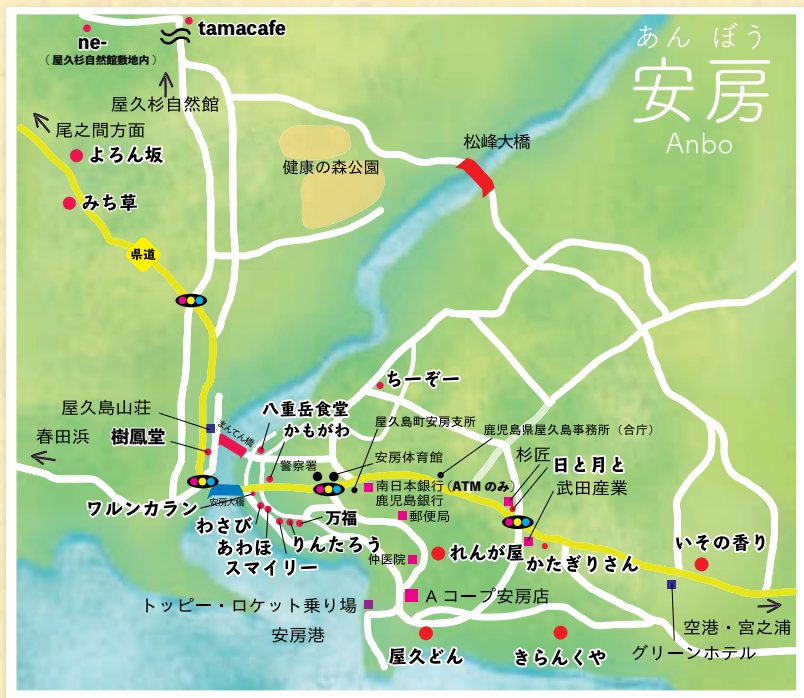 あんぼう
安房
Anbo
tamacafe
ne-
（屋久杉自然館敷地内）
屋久杉自然館
尾之間方面
よろん坂
みち草
県道
健康の森公園
松峰大橋
ちーぞー
屋久島山荘
春田浜
樹鳳堂
まんてん橋
八重岳食堂
かもがわ
屋久島町安房支所
鹿児島県屋久島事務所（合庁）
警察署
安房体育館
杉匠
日と月と
南日本銀行(ATMのみ)
鹿児島銀行
武田産業
安房大橋
ワルンカラン
わさび
あわほ
スマイリー
りんたろう
万福
郵便局
仲医院
れんが屋
かたぎりさん
いその香り
トッピー・ロケット乗り場
Aコープ安房店
安房港
屋久どん
きらんくや
グリーンホテル
空港・宮之浦